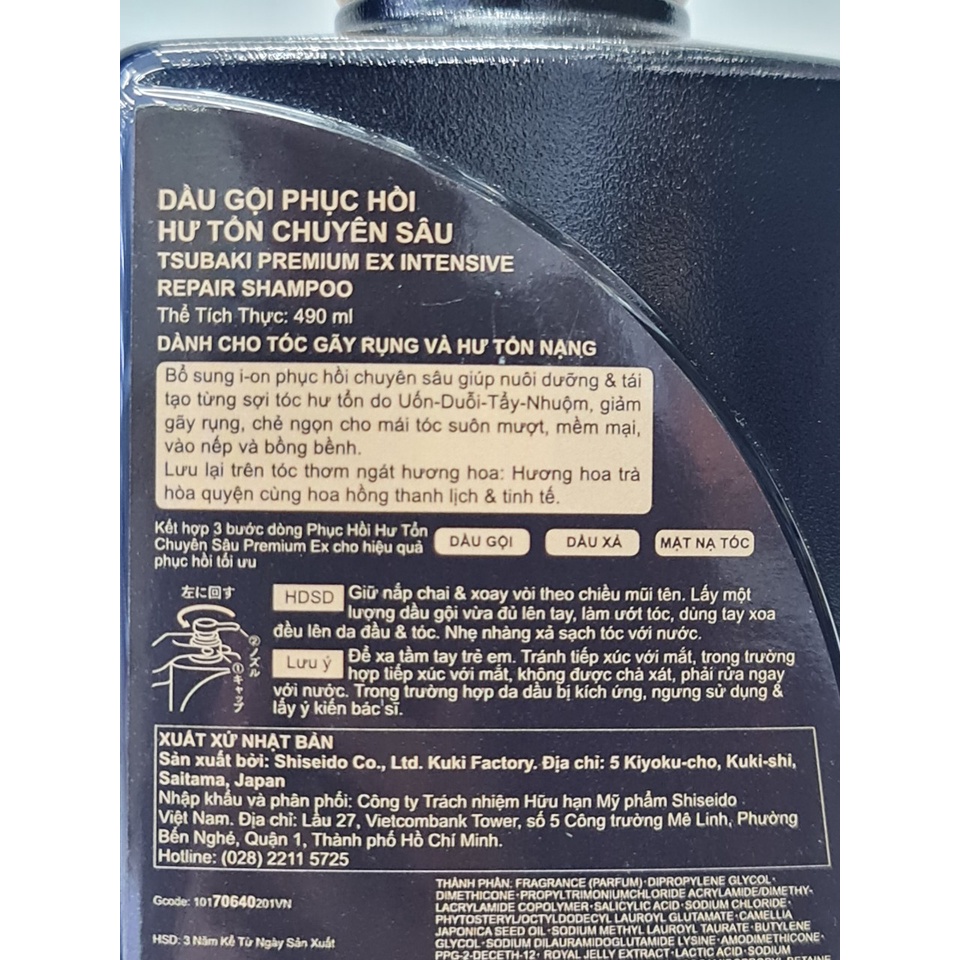 DẦU GỘI PHỤC HỒI
HƯ TỔN CHUYÊN SÂU
TSUBAKI PREMIUM EX INTENSIVE
REPAIR SHAMPOO
Thể Tích Thực: 490 ml
DÀNH CHO TÓC GÃY RỤNG VÀ HƯ TỔN NẶNG
Bổ sung i-on phục hồi chuyên sâu giúp nuôi dưỡng & tái
tạo từng sợi tóc hư tổn do Uốn-Duỗi-Tẩy-Nhuộm, giảm
gãy rụng, chẻ ngọn cho mái tóc suôn mượt, mềm mại,
vào nếp và bồng bềnh.
Lưu lại trên tóc thơm ngát hương hoa: Hương hoa trà
hòa quyện cùng hoa hồng thanh lịch & tinh tế.
Kết hợp 3 bước dòng Phục Hồi Hư Tổn
Chuyên Sâu Premium Ex cho hiệu quả
phục hồi tối ưu
DẦU GỘI
DẦU XẢ
MẶT NẠ TÓC
左に回す
②ノズル
①キャップ
HDSD Giữ nắp chai & xoay vòi theo chiều mũi tên. Lấy một
lượng dầu gội vừa đủ lên tay, làm ướt tóc, dùng tay xoa
đều lên da đầu & tóc. Nhẹ nhàng xả sạch tóc với nước.
Lưu ý Để xa tầm tay trẻ em. Tránh tiếp xúc với mắt, trong trường
hợp tiếp xúc với mắt, không được chà xát, phải rửa ngay
với nước. Trong trường hợp da dầu bị kích ứng, ngưng sử dụng &
lấy ý kiến bác sĩ.
XUẤT XỨ NHẬT BẢN
Sản xuất bởi: Shiseido Co., Ltd. Kuki Factory. Địa chỉ: 5 Kiyoku-cho, Kuki-shi,
Saitama, Japan
Nhập khẩu và phân phối: Công ty Trách nhiệm Hữu hạn Mỹ phẩm Shiseido
Việt Nam. Địa chỉ: Lầu 27, Vietcombank Tower, số 5 Công trường Mê Linh, Phường
Bến Nghé, Quận 1, Thành phố Hồ Chí Minh.
Hotline: (028) 2211 5725
Gcode: 10170640201VN
HSD: 3 Năm Kể Từ Ngày Sản Xuất
THÀNH PHẦN: FRAGRANCE (PARFUM)·DIPROPYLENE GLYCOL·
DIMETHICONE·PROPYLTRIMONIUMCHLORIDE ACRYLAMIDE/DIMETHY-
LACRYLAMIDE COPOLYMER·SALICYLIC ACID·SODIUM CHLORIDE·
PHYTOSTERYL/OCTYLDODECYL LAUROYL GLUTAMATE·CAMELLIA
JAPONICA SEED OIL·SODIUM METHYL LAUROYL TAURATE·BUTYLENE
GLYCOL·SODIUM DILAURAMIDOGLUTAMIDE LYSINE·AMODIMETHICONE·
PPG-2-DECETH-12·ROYAL JELLY EXTRACT·LACTIC ACID·SODIUM